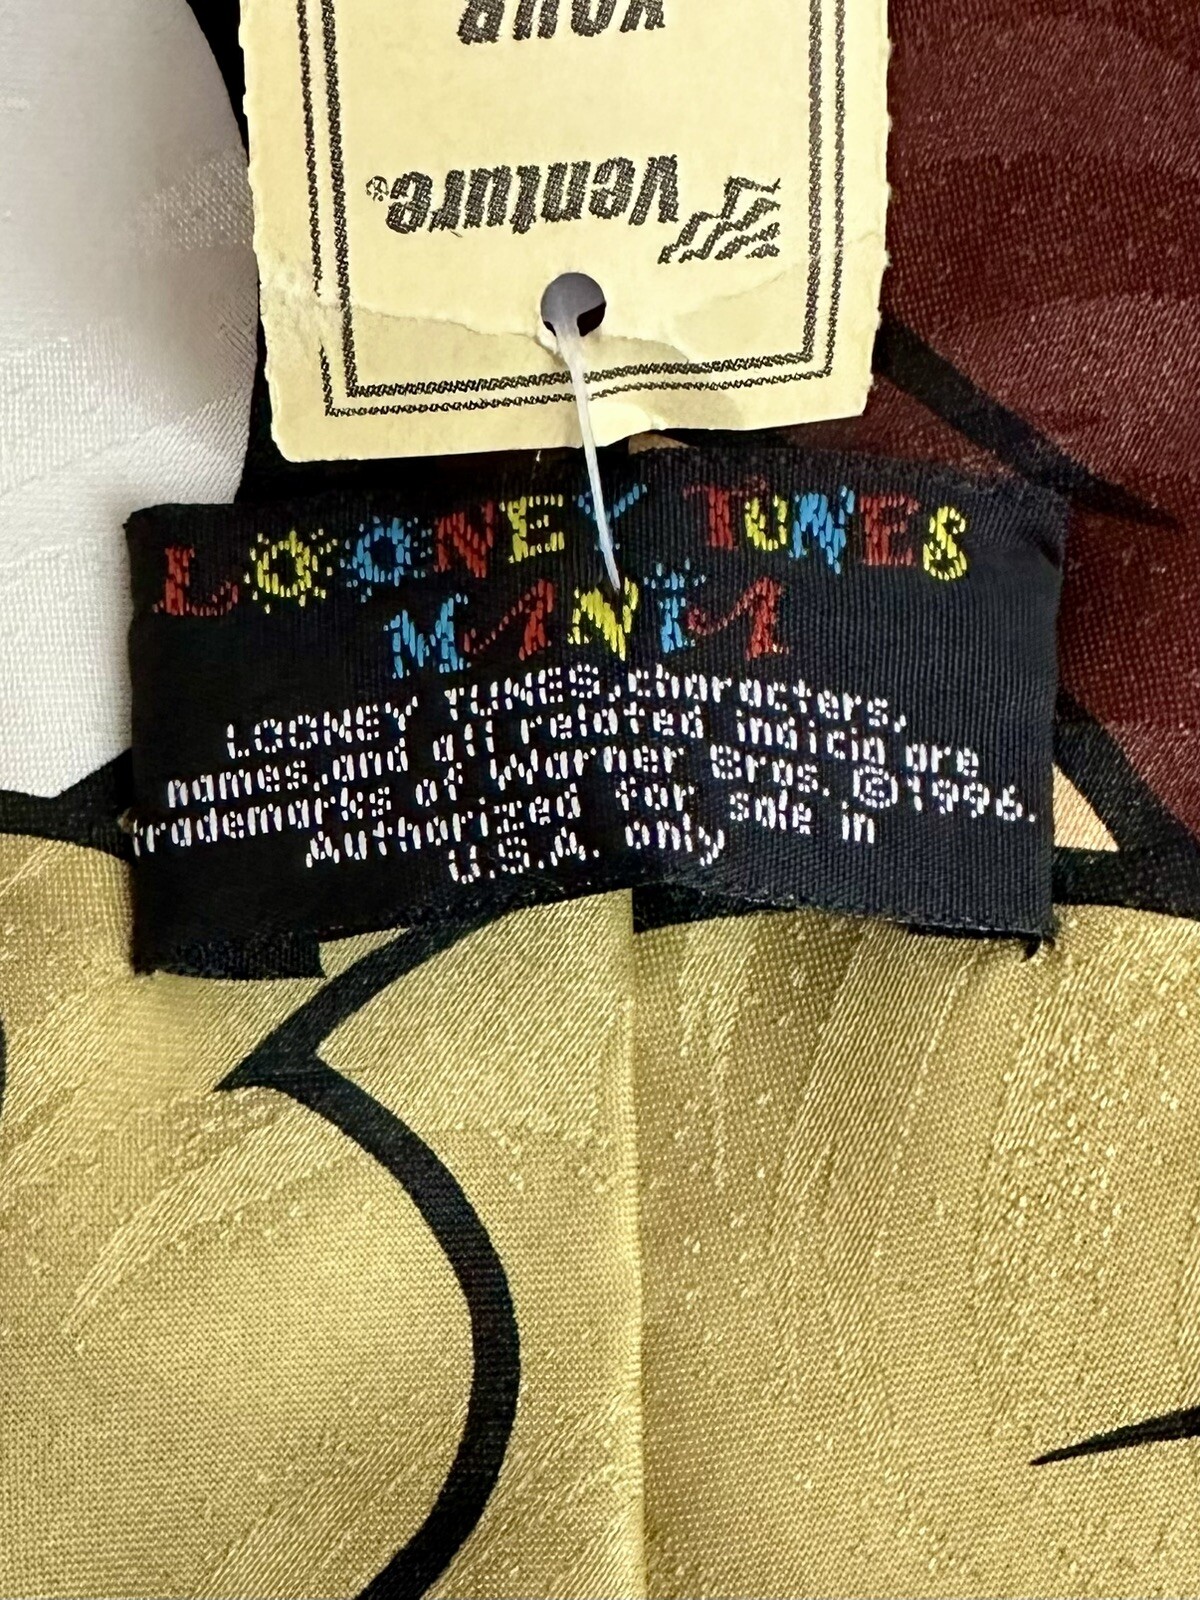 YOUR
Venture®
LOONEY TUNES
MANIA
LOONEY TUNES, characters,
names, and all related indicia are
trademarks of Warner Bros. ©1996.
Authorized for sale in
U.S.A. only